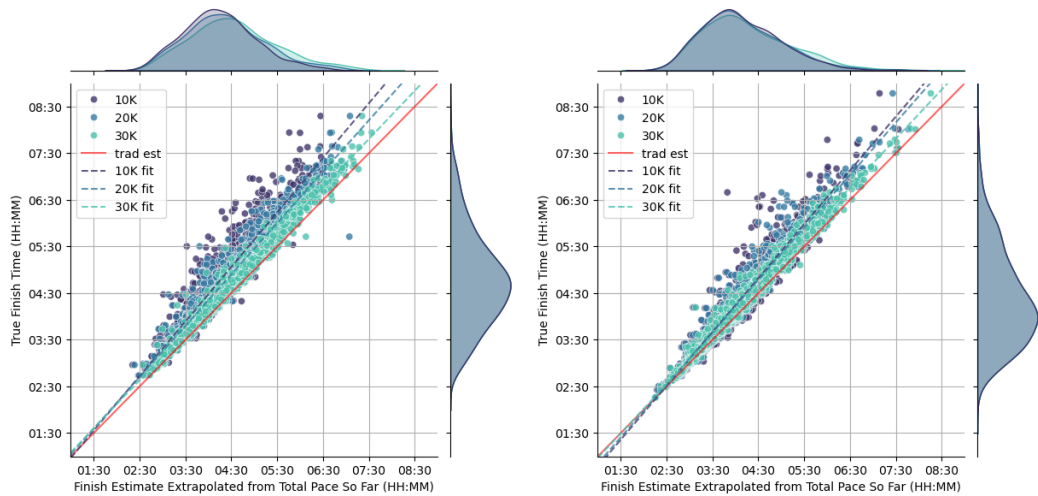 08:30
07:30
06:30
05:30
04:30
03:30
02:30
01:30
True Finish Time (HH:MM)
10K
20K
30K
trad est
10K fit
20K fit
30K fit
01:30 02:30 03:30 04:30 05:30 06:30 07:30 08:30
Finish Estimate Extrapolated from Total Pace So Far (HH:MM)
08:30
07:30
06:30
05:30
04:30
03:30
02:30
01:30
True Finish Time (HH:MM)
10K
20K
30K
trad est
10K fit
20K fit
30K fit
01:30 02:30 03:30 04:30 05:30 06:30 07:30 08:30
Finish Estimate Extrapolated from Total Pace So Far (HH:MM)